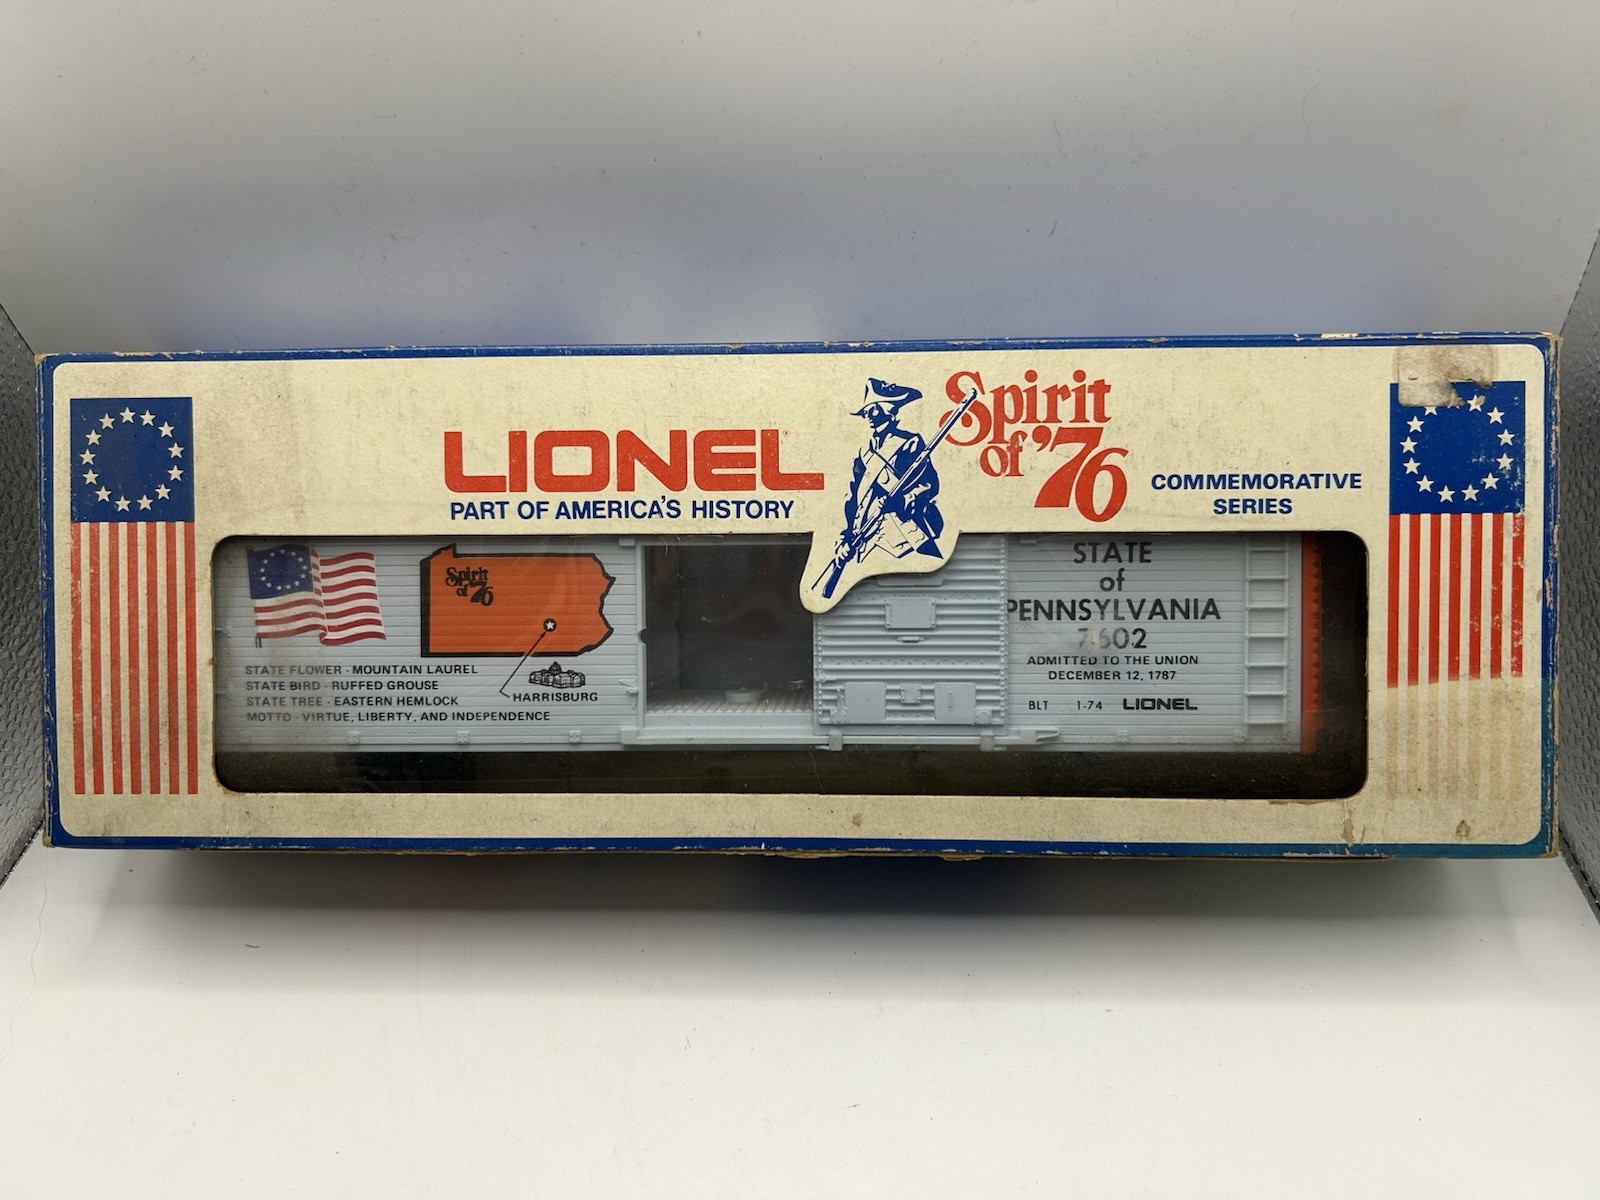 LIONEL
PART OF AMERICA'S HISTORY
Spirit
of '76
COMMEMORATIVE
SERIES
Spirit
of '76
HARRISBURG
STATE FLOWER - MOUNTAIN LAUREL
STATE BIRD - RUFFED GROUSE
STATE TREE - EASTERN HEMLOCK
MOTTO - VIRTUE, LIBERTY, AND INDEPENDENCE
STATE
of
PENNSYLVANIA
7602
ADMITTED TO THE UNION
DECEMBER 12, 1787
BLT 1-74 LIONEL